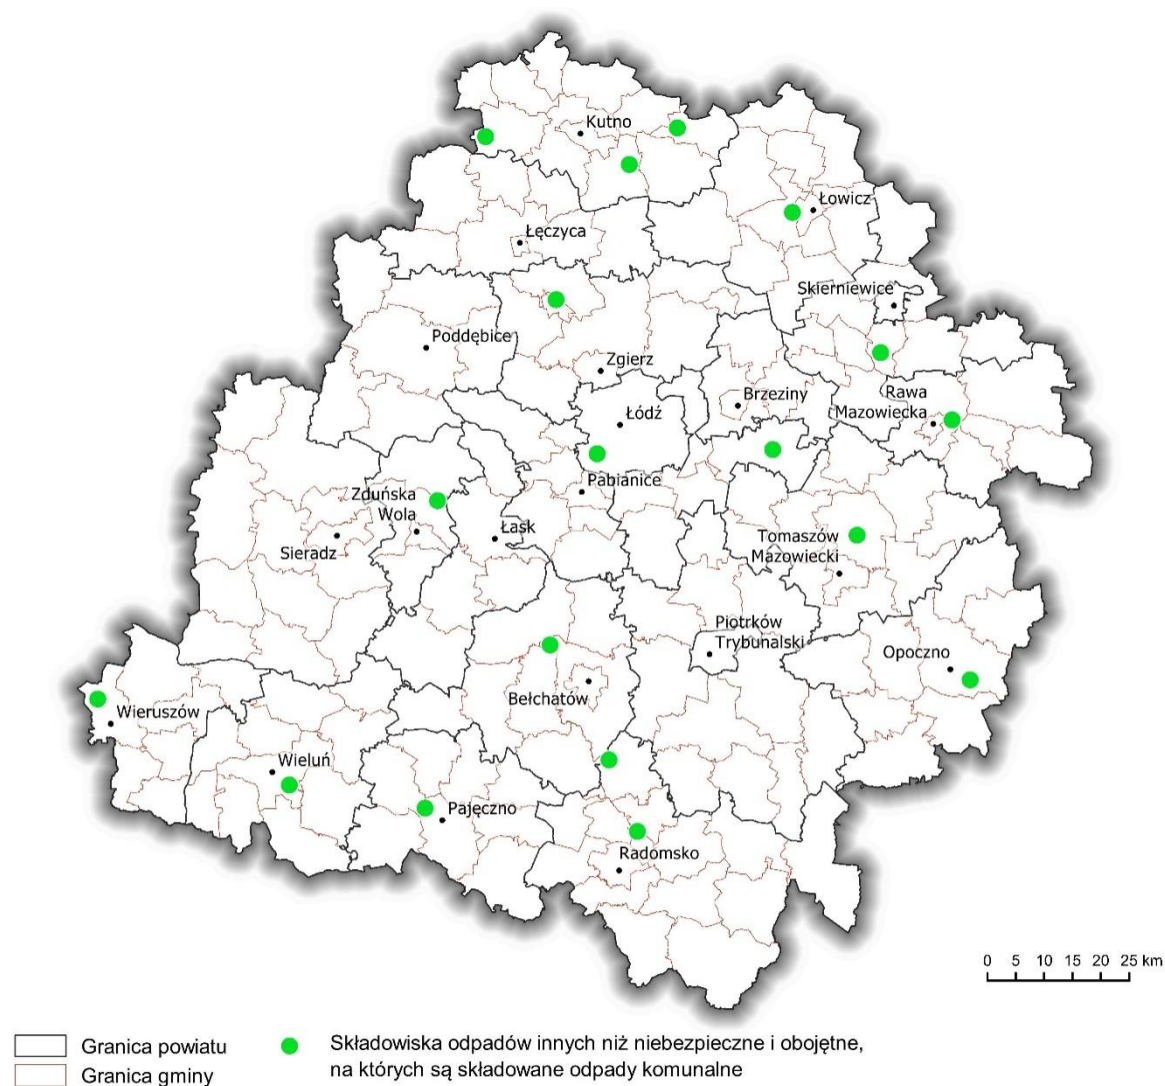 Kutno
Łowicz
Łęczyca
Skierniewice
Poddębice
Zgierz
Brzeziny
Rawa
Mazowiecka
Łódź
Pabianice
Zduńska
Wola
Łask
Sieradz
Tomaszów
Mazowiecki
Piotrków
Trybunalski
Opoczno
Bełchatów
Wieruszów
Wieluń
Pajęczno
Radomsko
0 5 10 15 20 25 km
Granica powiatu
Granica gminy
Składowiska odpadów innych niż niebezpieczne i obojętne,
na których są składowane odpady komunalne